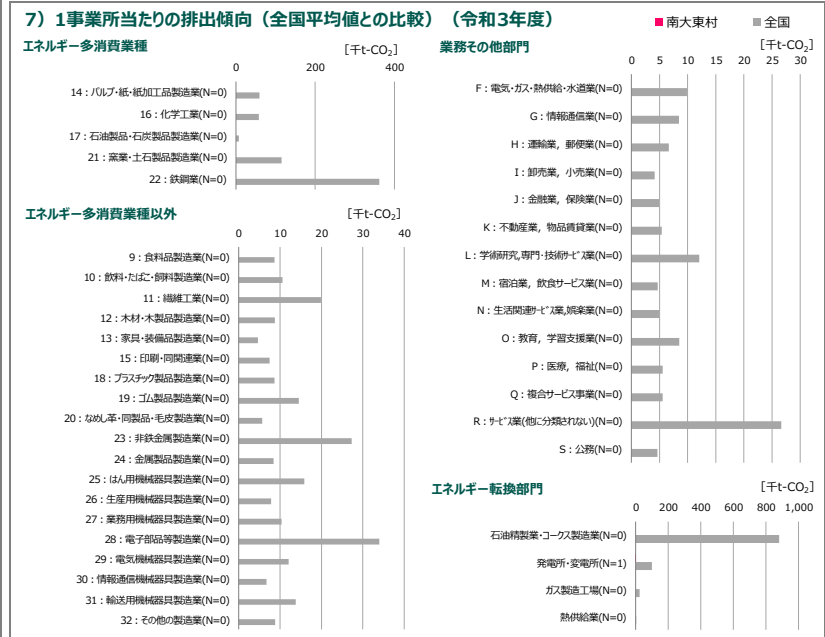 7）1事業所当たりの排出傾向（全国平均値との比較）（令和3年度）
■南大東村 ■全国
エネルギー多消費業種
[千t-CO₂]
0 200 400
14：パルプ・紙・紙加工品製造業(N=0)
16：化学工業(N=0)
17：石油製品・石炭製品製造業(N=0)
21：窯業・土石製品製造業(N=0)
22：鉄鋼業(N=0)
エネルギー多消費業種以外
[千t-CO₂]
0 10 20 30 40
9：食料品製造業(N=0)
10：飲料・たばこ・飼料製造業(N=0)
11：繊維工業(N=0)
12：木材・木製品製造業(N=0)
13：家具・装備品製造業(N=0)
15：印刷・同関連業(N=0)
18：プラスチック製品製造業(N=0)
19：ゴム製品製造業(N=0)
20：なめし革・同製品・毛皮製造業(N=0)
23：非鉄金属製造業(N=0)
24：金属製品製造業(N=0)
25：はん用機械器具製造業(N=0)
26：生産用機械器具製造業(N=0)
27：業務用機械器具製造業(N=0)
28：電子部品等製造業(N=0)
29：電気機械器具製造業(N=0)
30：情報通信機械器具製造業(N=0)
31：輸送用機械器具製造業(N=0)
32：その他の製造業(N=0)
業務その他部門
[千t-CO₂]
0 5 10 15 20 25 30
F：電気・ガス・熱供給・水道業(N=0)
G：情報通信業(N=0)
H：運輸業，郵便業(N=0)
I：卸売業，小売業(N=0)
J：金融業，保険業(N=0)
K：不動産業，物品賃貸業(N=0)
L：学術研究,専門・技術サービス業(N=0)
M：宿泊業，飲食サービス業(N=0)
N：生活関連サービス業,娯楽業(N=0)
O：教育，学習支援業(N=0)
P：医療，福祉(N=0)
Q：複合サービス事業(N=0)
R：サービス業(他に分類されない)(N=0)
S：公務(N=0)
エネルギー転換部門
[千t-CO₂]
0 200 400 600 800 1,000
石油精製業・コークス製造業(N=0)
発電所・変電所(N=1)
ガス製造工場(N=0)
熱供給業(N=0)